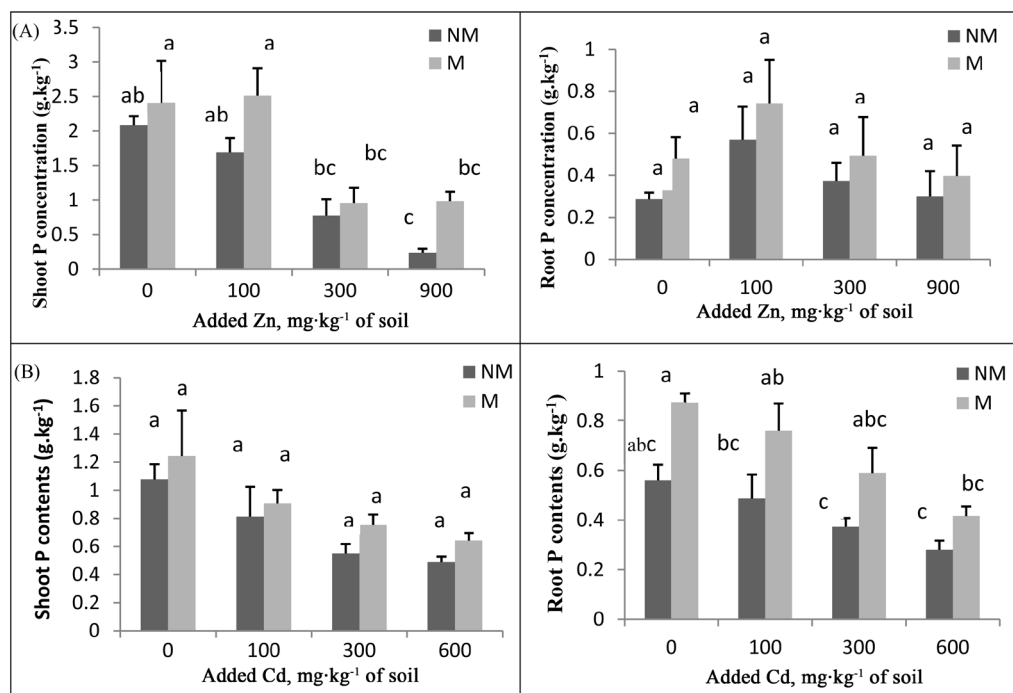 (A)
Shoot P concentration (g.kg⁻¹)
3.5
3
2.5
2
1.5
1
0.5
0
NM
M
ab
a
ab
a
bc
bc
c
bc
0 100 300 900
Added Zn, mg·kg⁻¹ of soil
Root P concentration (g.kg⁻¹)
1
0.8
0.6
0.4
0.2
0
NM
M
a
a
a
a
a
a
a
a
0 100 300 900
Added Zn, mg·kg⁻¹ of soil
(B)
Shoot P contents (g.kg⁻¹)
1.8
1.6
1.4
1.2
1
0.8
0.6
0.4
0.2
0
NM
M
a
a
a
a
a
a
a
a
0 100 300 600
Added Cd, mg·kg⁻¹ of soil
Root P contents (g.kg⁻¹)
1
0.8
0.6
0.4
0.2
0
NM
M
abc
a
bc
ab
c
abc
c
bc
0 100 300 600
Added Cd, mg·kg⁻¹ of soil